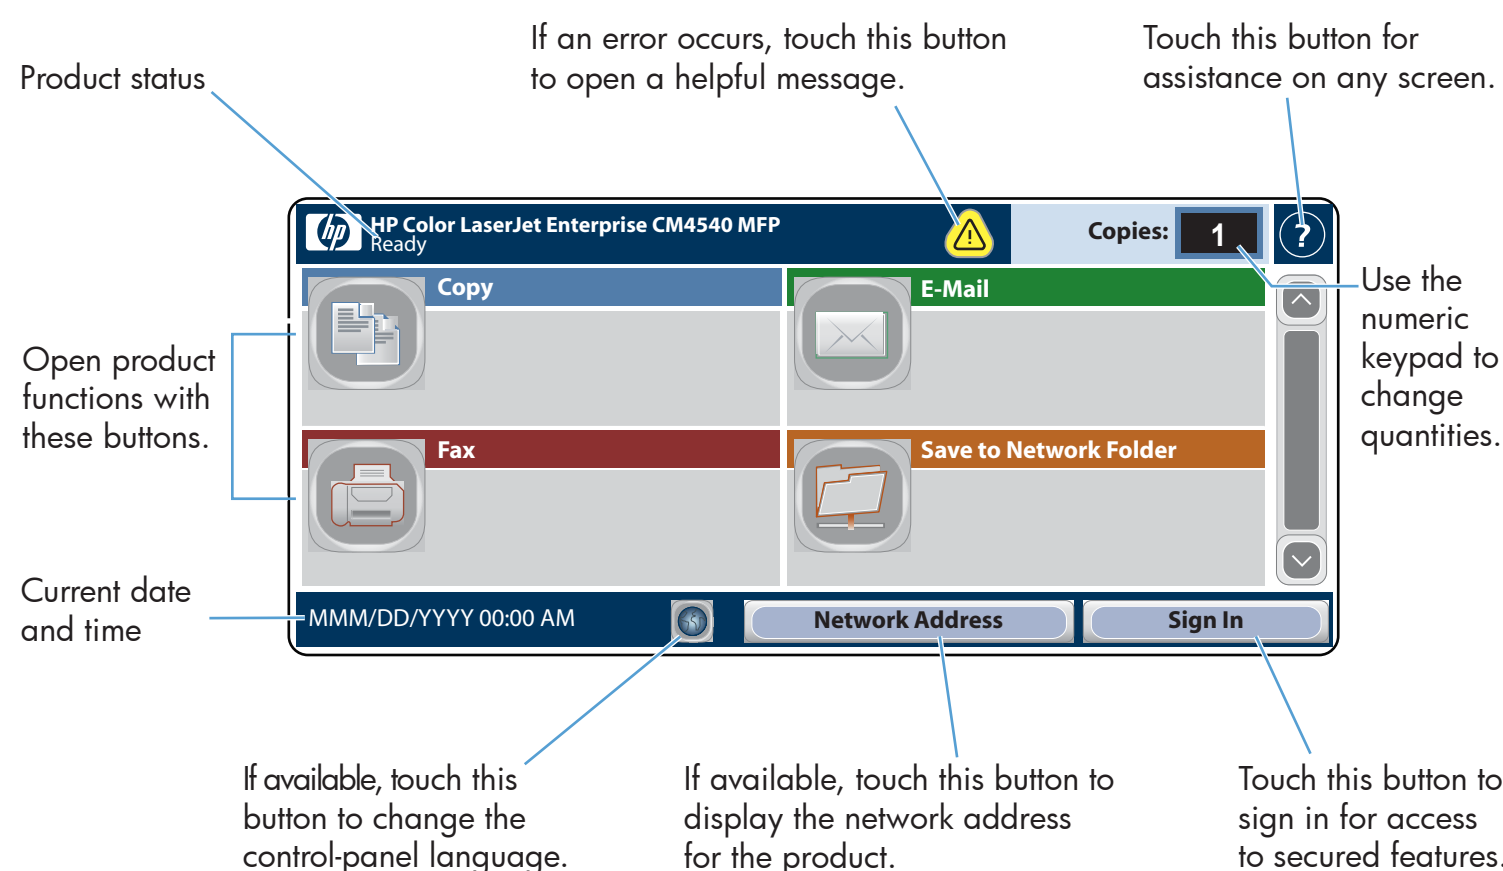 If an error occurs, touch this button
to open a helpful message.
Touch this button for
assistance on any screen.
Product status
hp
HP Color LaserJet Enterprise CM4540 MFP
Ready
Copies:
1
?
Copy
E-Mail
Use the
numeric
keypad to
change
quantities.
Open product
functions with
these buttons.
Fax
Save to Network Folder
Current date
and time
MMM/DD/YYYY 00:00 AM
Network Address
Sign In
If available, touch this
button to change the
control-panel language.
If available, touch this button to
display the network address
for the product.
Touch this button to
sign in for access
to secured features.